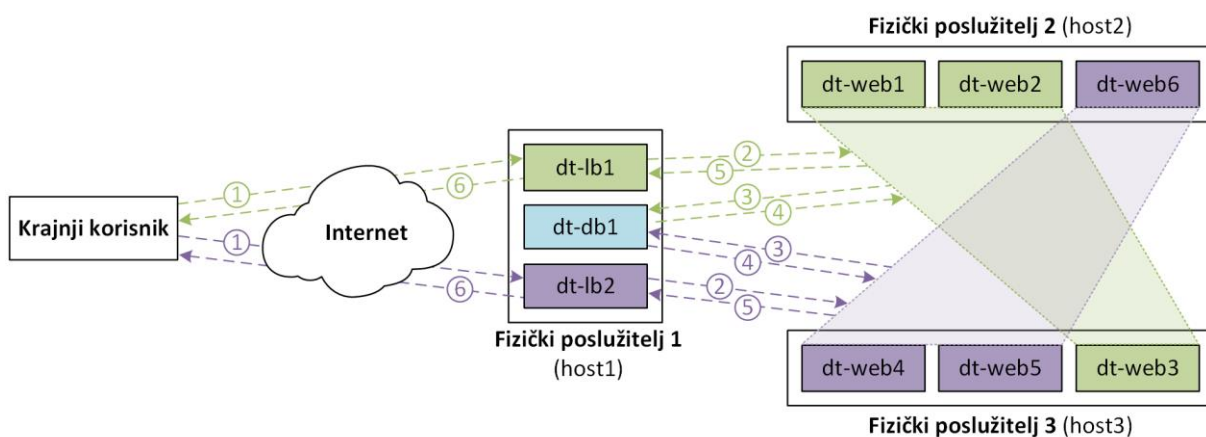 Fizički poslužitelj 2 (host2)
dt-web1 dt-web2 dt-web6
dt-lb1
dt-db1
dt-lb2
Krajnji korisnik
Internet
1
6
2
5
3
4
1
6
3
4
2
5
Fizički poslužitelj 1
(host1)
dt-web4 dt-web5 dt-web3
Fizički poslužitelj 3 (host3)